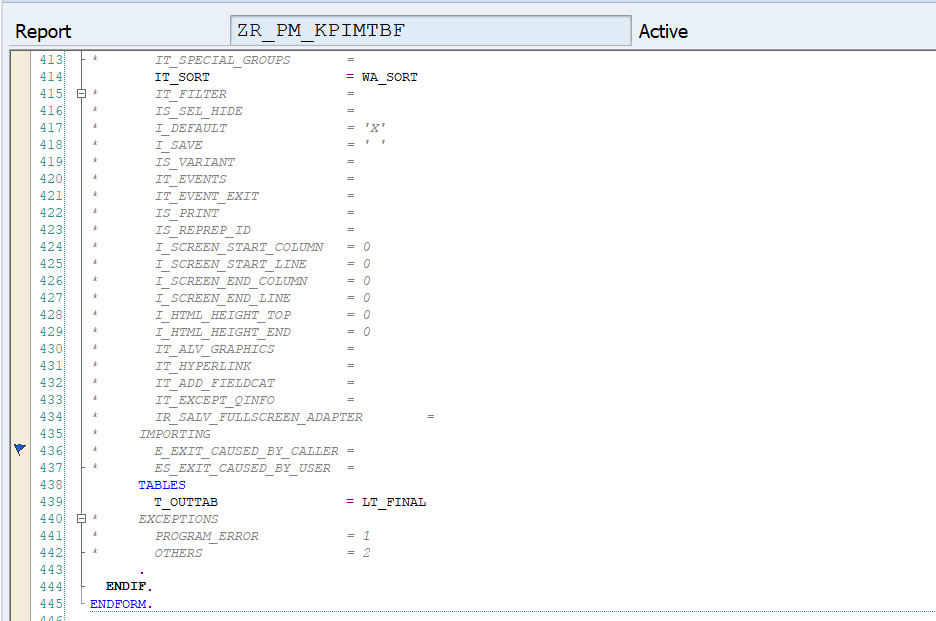 Report ZR_PM_KPIMTBF Active
413 * IT_SPECIAL_GROUPS =
414 IT_SORT = WA_SORT
415 * IT_FILTER =
416 * IS_SEL_HIDE =
417 * I_DEFAULT = 'X'
418 * I_SAVE = ' '
419 * IS_VARIANT =
420 * IT_EVENTS =
421 * IT_EVENT_EXIT =
422 * IS_PRINT =
423 * IS_REPREP_ID =
424 * I_SCREEN_START_COLUMN = 0
425 * I_SCREEN_START_LINE = 0
426 * I_SCREEN_END_COLUMN = 0
427 * I_SCREEN_END_LINE = 0
428 * I_HTML_HEIGHT_TOP = 0
429 * I_HTML_HEIGHT_END = 0
430 * IT_ALV_GRAPHICS =
431 * IT_HYPERLINK =
432 * IT_ADD_FIELDCAT =
433 * IT_EXCEPT_QINFO =
434 * IR_SALV_FULLSCREEN_ADAPTER =
435 * IMPORTING
436 * E_EXIT_CAUSED_BY_CALLER =
437 * ES_EXIT_CAUSED_BY_USER =
438 TABLES
439 T_OUTTAB = LT_FINAL
440 * EXCEPTIONS
441 * PROGRAM_ERROR = 1
442 * OTHERS = 2
443 .
444 ENDIF.
445 ENDFORM.
446